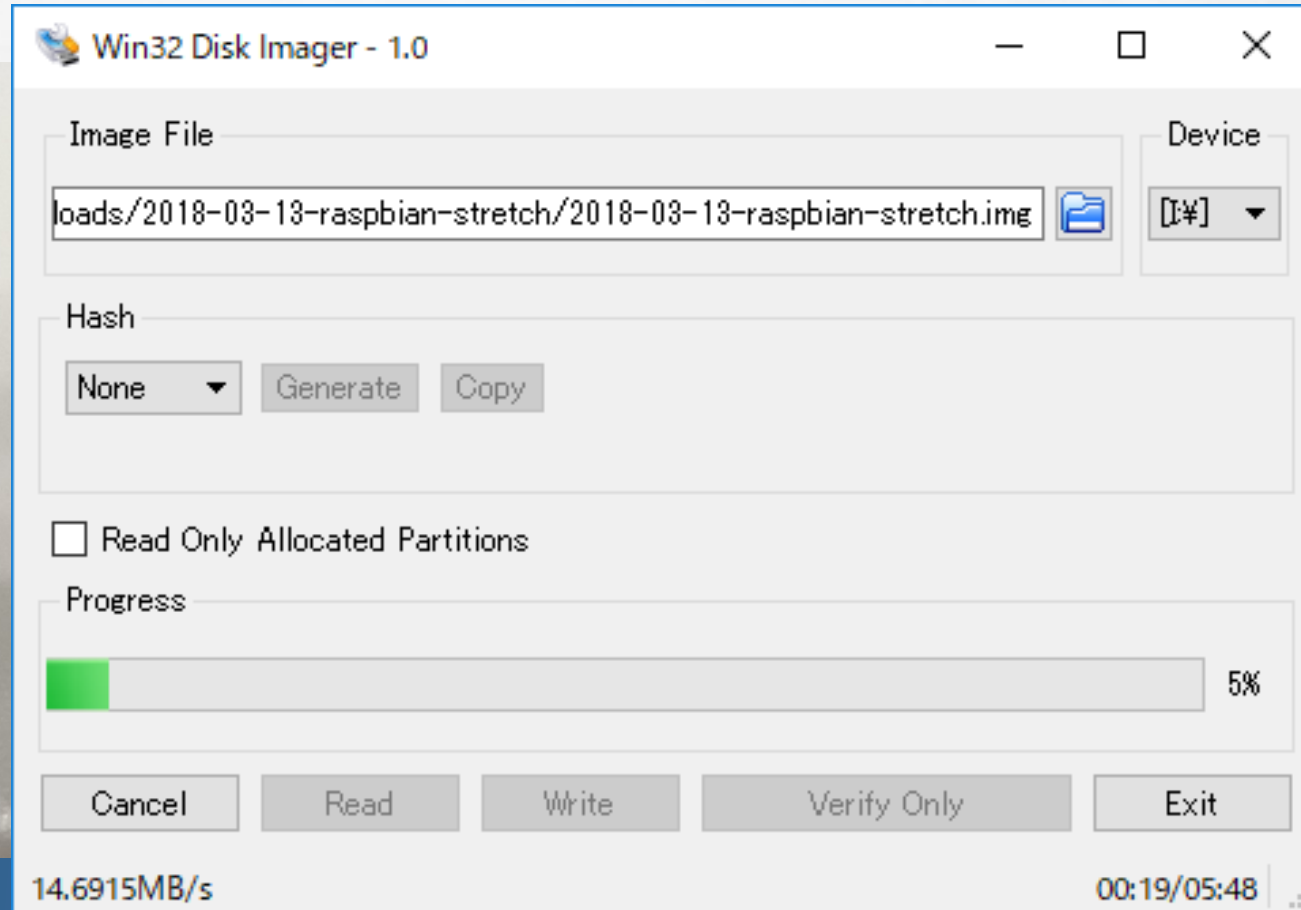 Win32 Disk Imager - 1.0
Image File
Device
loads/2018-03-13-raspbian-stretch/2018-03-13-raspbian-stretch.img
[I:¥]
Hash
None
Generate
Copy
Read Only Allocated Partitions
Progress
5%
Cancel
Read
Write
Verify Only
Exit
14.6915MB/s
00:19/05:48